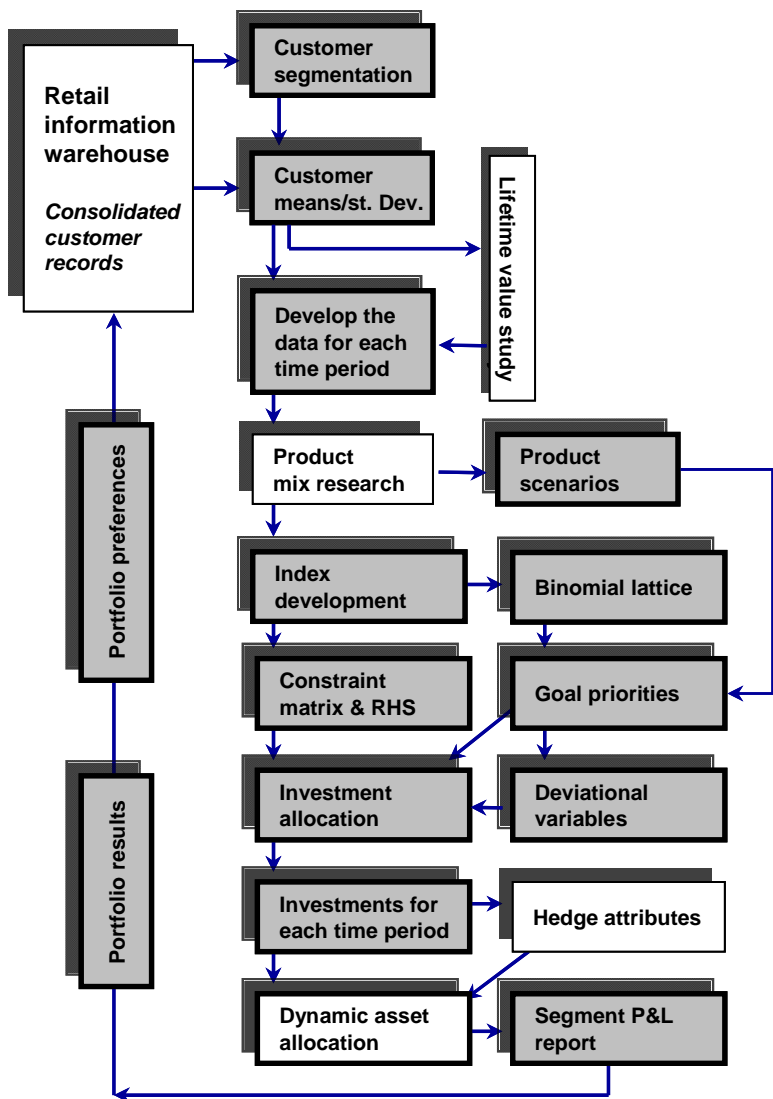 Retail
information
warehouse
Consolidated
customer
records
Customer
segmentation
Customer
means/st. Dev.
Lifetime value study
Develop the
data for each
time period
Product
mix research
Product
scenarios
Portfolio preferences
Index
development
Binomial lattice
Constraint
matrix & RHS
Goal priorities
Portfolio results
Investment
allocation
Deviational
variables
Investments for
each time period
Hedge attributes
Dynamic asset
allocation
Segment P&L
report